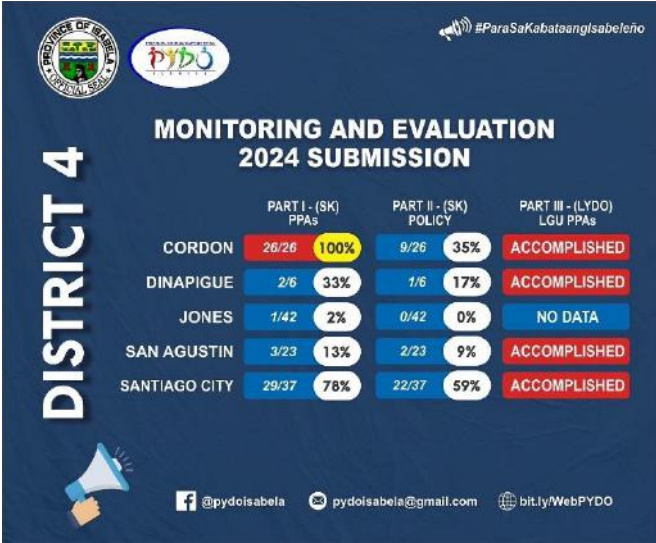 #ParaSaKabataangIsabeleño
PROVINCE OF ISABELA
OFFICIAL SEAL
PYDO
ISABELA
MONITORING AND EVALUATION
2024 SUBMISSION
DISTRICT 4
PART I - (SK) PART II - (SK) PART III - (LYDO)
PPAs POLICY LGU PPAs
CORDON 26/26 100% 9/26 35% ACCOMPLISHED
DINAPIGUE 2/6 33% 1/6 17% ACCOMPLISHED
JONES 1/42 2% 0/42 0% NO DATA
SAN AGUSTIN 3/23 13% 2/23 9% ACCOMPLISHED
SANTIAGO CITY 29/37 78% 22/37 59% ACCOMPLISHED
@pydoisabela pydoisabela@gmail.com bit.ly/WebPYDO